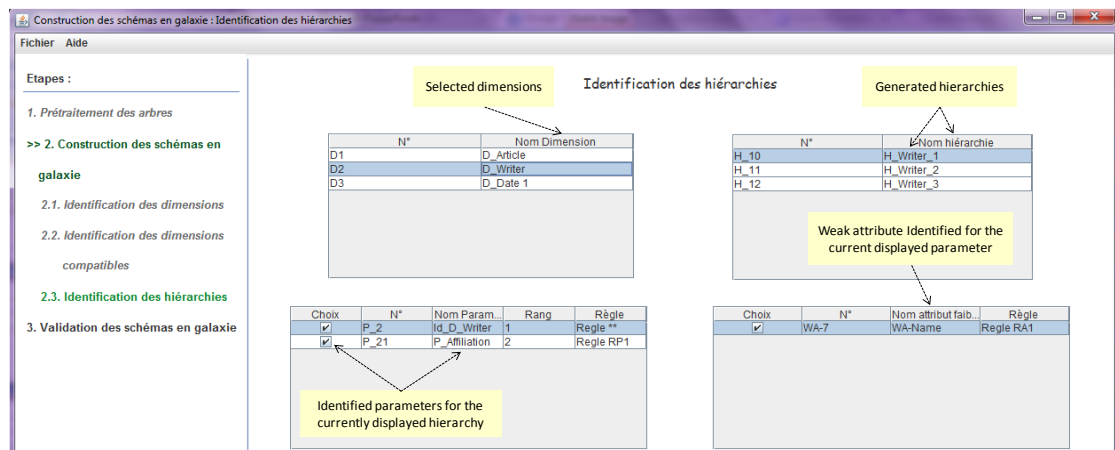 Construction des schémas en galaxie : Identification des hiérarchies
Fichier Aide
Etapes :
1. Prétraitement des arbres
>> 2. Construction des schémas en
galaxie
2.1. Identification des dimensions
2.2. Identification des dimensions
compatibles
2.3. Identification des hiérarchies
3. Validation des schémas en galaxie
Identification des hiérarchies
Selected dimensions
Generated hierarchies
N° Nom Dimension
D1 D_Article
D2 D_Writer
D3 D_Date 1
N° Nom hiérarchie
H_10 H_Writer_1
H_11 H_Writer_2
H_12 H_Writer_3
Weak attribute Identified for the
current displayed parameter
Choix N° Nom Param... Rang Règle
P_2 Id_D_Writer 1 Regle **
P_21 P_Affiliation 2 Regle RP1
Identified parameters for the
currently displayed hierarchy
Choix N° Nom attribut faib... Règle
WA-7 WA-Name Regle RA1